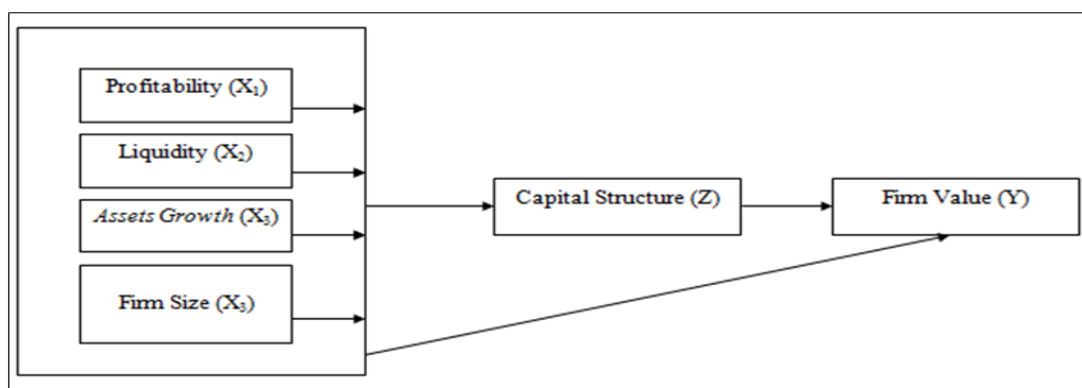 Profitability (X₁)
Liquidity (X₂)
Assets Growth (X₃)
Firm Size (X₃)
Capital Structure (Z)
Firm Value (Y)